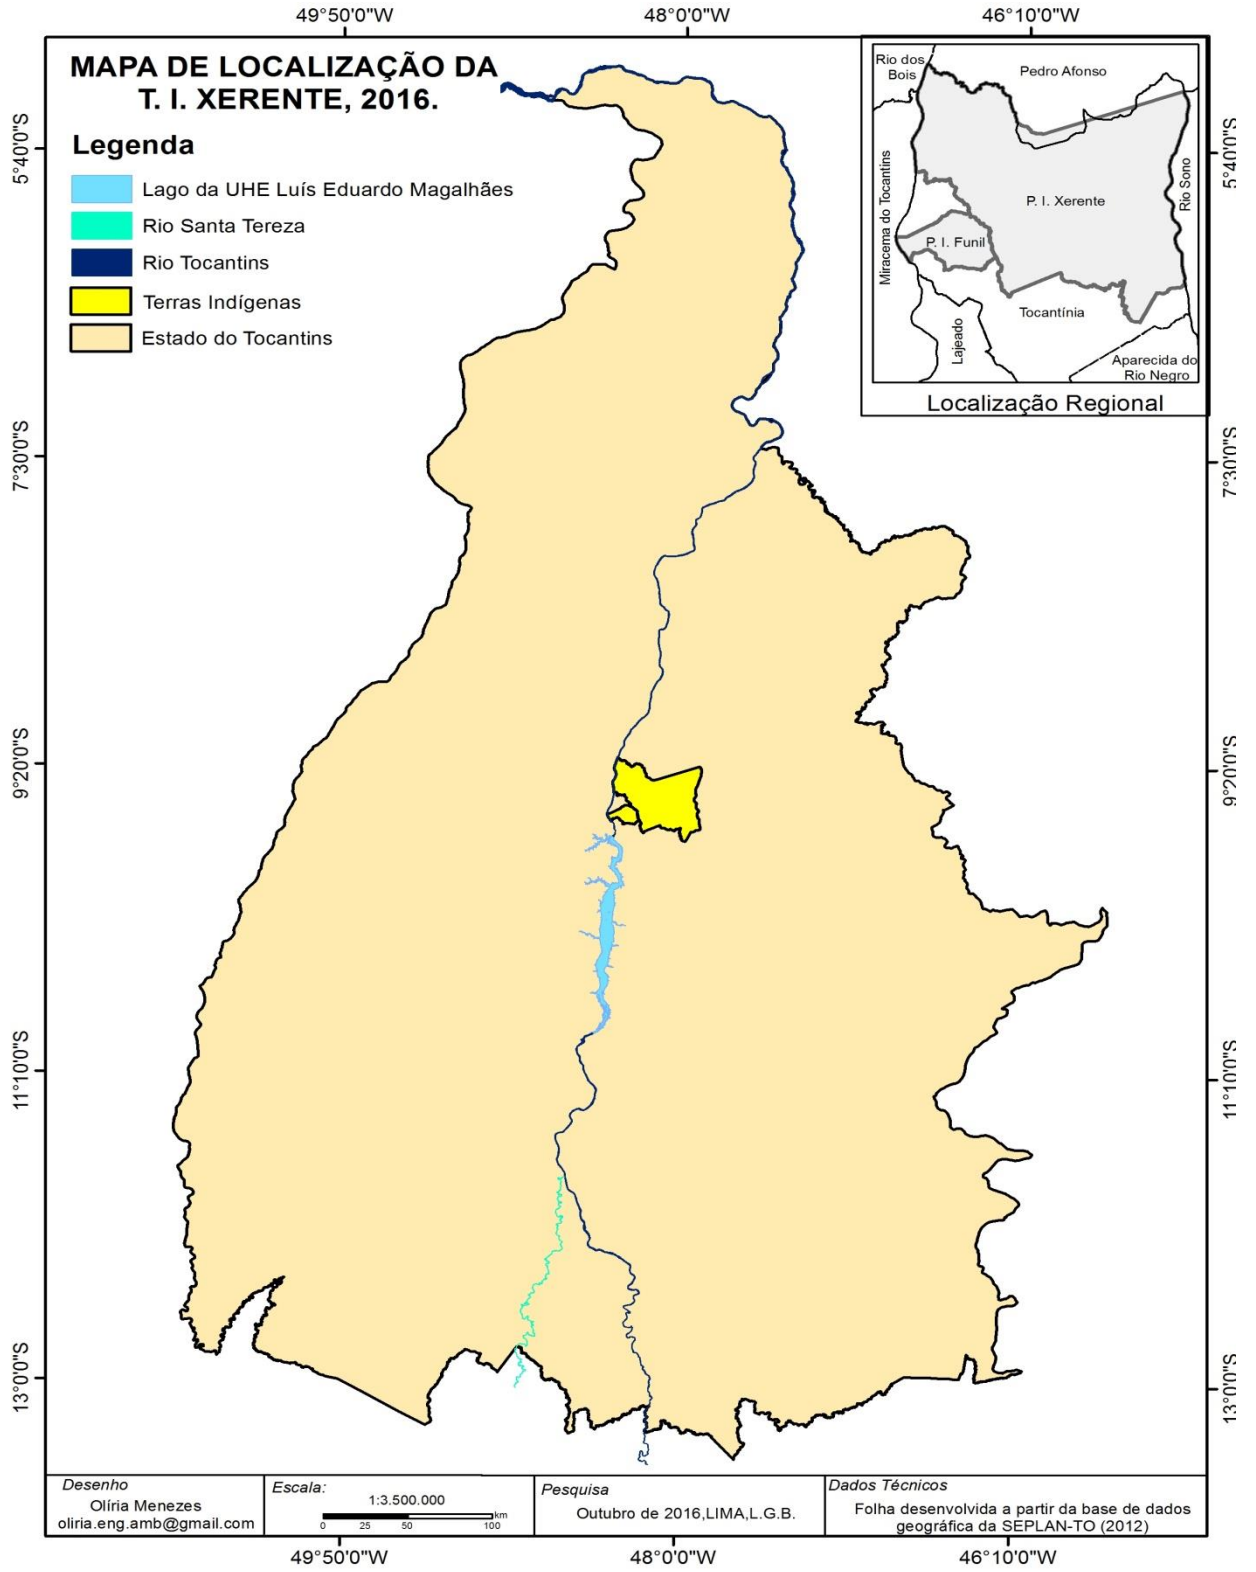 49°50'0"W
48°0'0"W
46°10'0"W
MAPA DE LOCALIZAÇÃO DA
T. I. XERENTE, 2016.
Legenda
Lago da UHE Luís Eduardo Magalhães
Rio Santa Tereza
Rio Tocantins
Terras Indígenas
Estado do Tocantins
Rio dos
Bois
Pedro Afonso
Miracema do Tocantins
P. I. Xerente
Rio Sono
P. I. Funil
Tocantínia
Lajeado
Aparecida do
Rio Negro
Localização Regional
5°40'0"S
5°40'0"S
7°30'0"S
7°30'0"S
9°20'0"S
9°20'0"S
11°10'0"S
11°10'0"S
13°0'0"S
13°0'0"S
Desenho
Olíria Menezes
oliria.eng.amb@gmail.com
Escala:
1:3.500.000
km
0 25 50 100
Pesquisa
Outubro de 2016,LIMA,L.G.B.
Dados Técnicos
Folha desenvolvida a partir da base de dados
geográfica da SEPLAN-TO (2012)
49°50'0"W
48°0'0"W
46°10'0"W